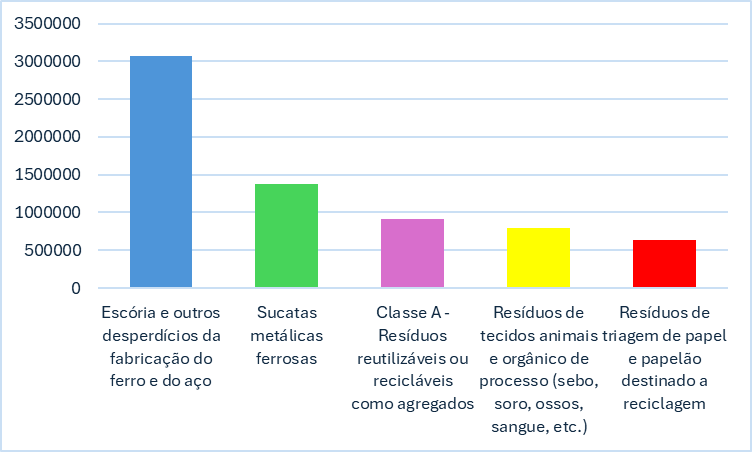 3500000
3000000
2500000
2000000
1500000
1000000
500000
0
Escória e outros
desperdícios da
fabricação do
ferro e do aço
Sucatas
metálicas
ferrosas
Classe A -
Resíduos
reutilizáveis ou
recicláveis
como agregados
Resíduos de
tecidos animais
e orgânico de
processo (sebo,
soro, ossos,
sangue, etc.)
Resíduos de
triagem de papel
e papelão
destinado a
reciclagem